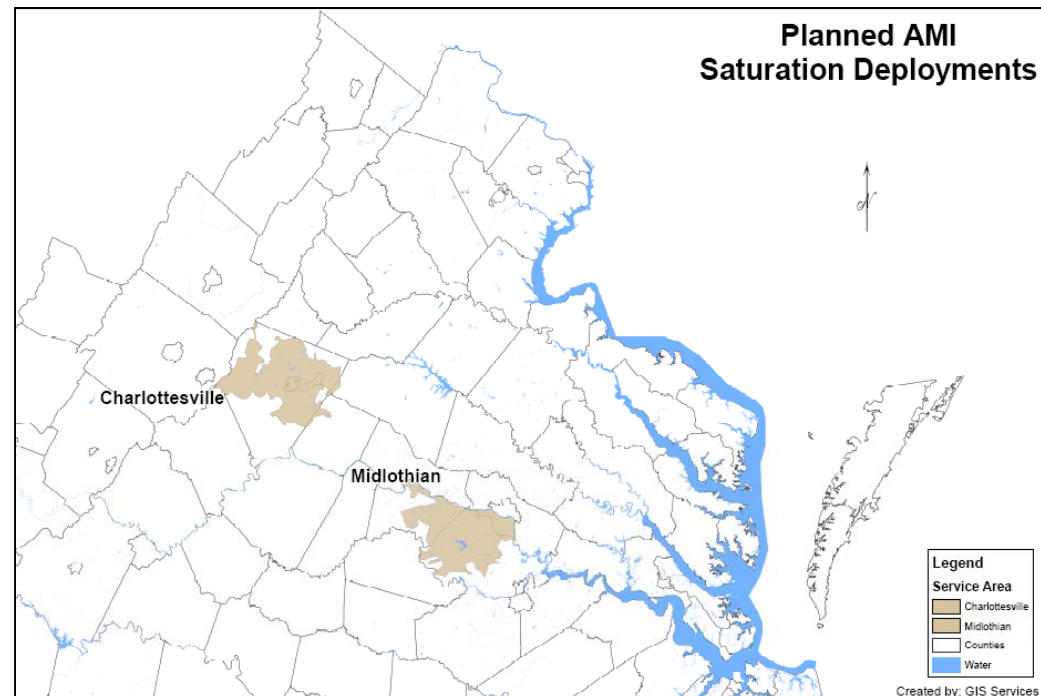 Planned AMI
Saturation Deployments
N
Charlottesville
Midlothian
Legend
Service Area
Charlottesville
Midlothian
Counties
Water
Created by: GIS Services